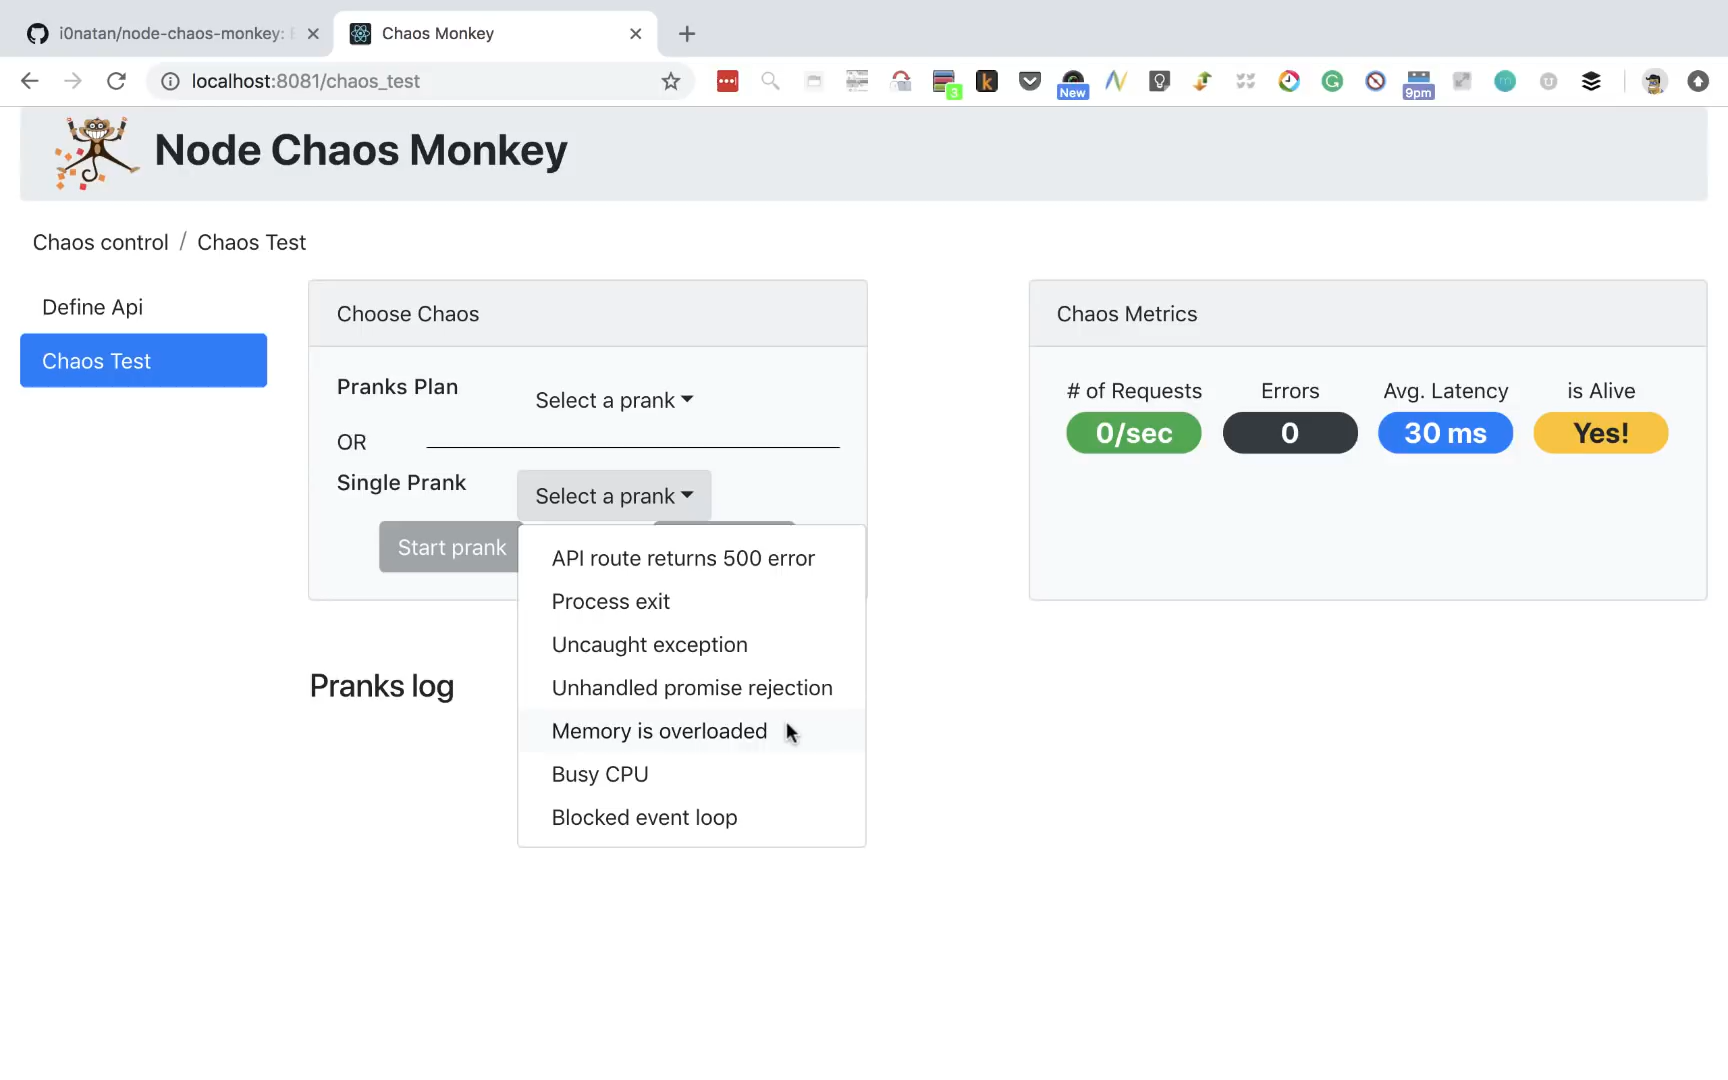 i0natan/node-chaos-monkey:
Chaos Monkey
localhost:8081/chaos_test
3
k
New
9pm
Node Chaos Monkey
Chaos control / Chaos Test
Define Api
Chaos Test
Choose Chaos
Pranks Plan
Select a prank
OR
Single Prank
Select a prank
Start prank
API route returns 500 error
Process exit
Uncaught exception
Unhandled promise rejection
Memory is overloaded
Busy CPU
Blocked event loop
Pranks log
Chaos Metrics
# of Requests Errors Avg. Latency is Alive
0/sec 0 30 ms Yes!